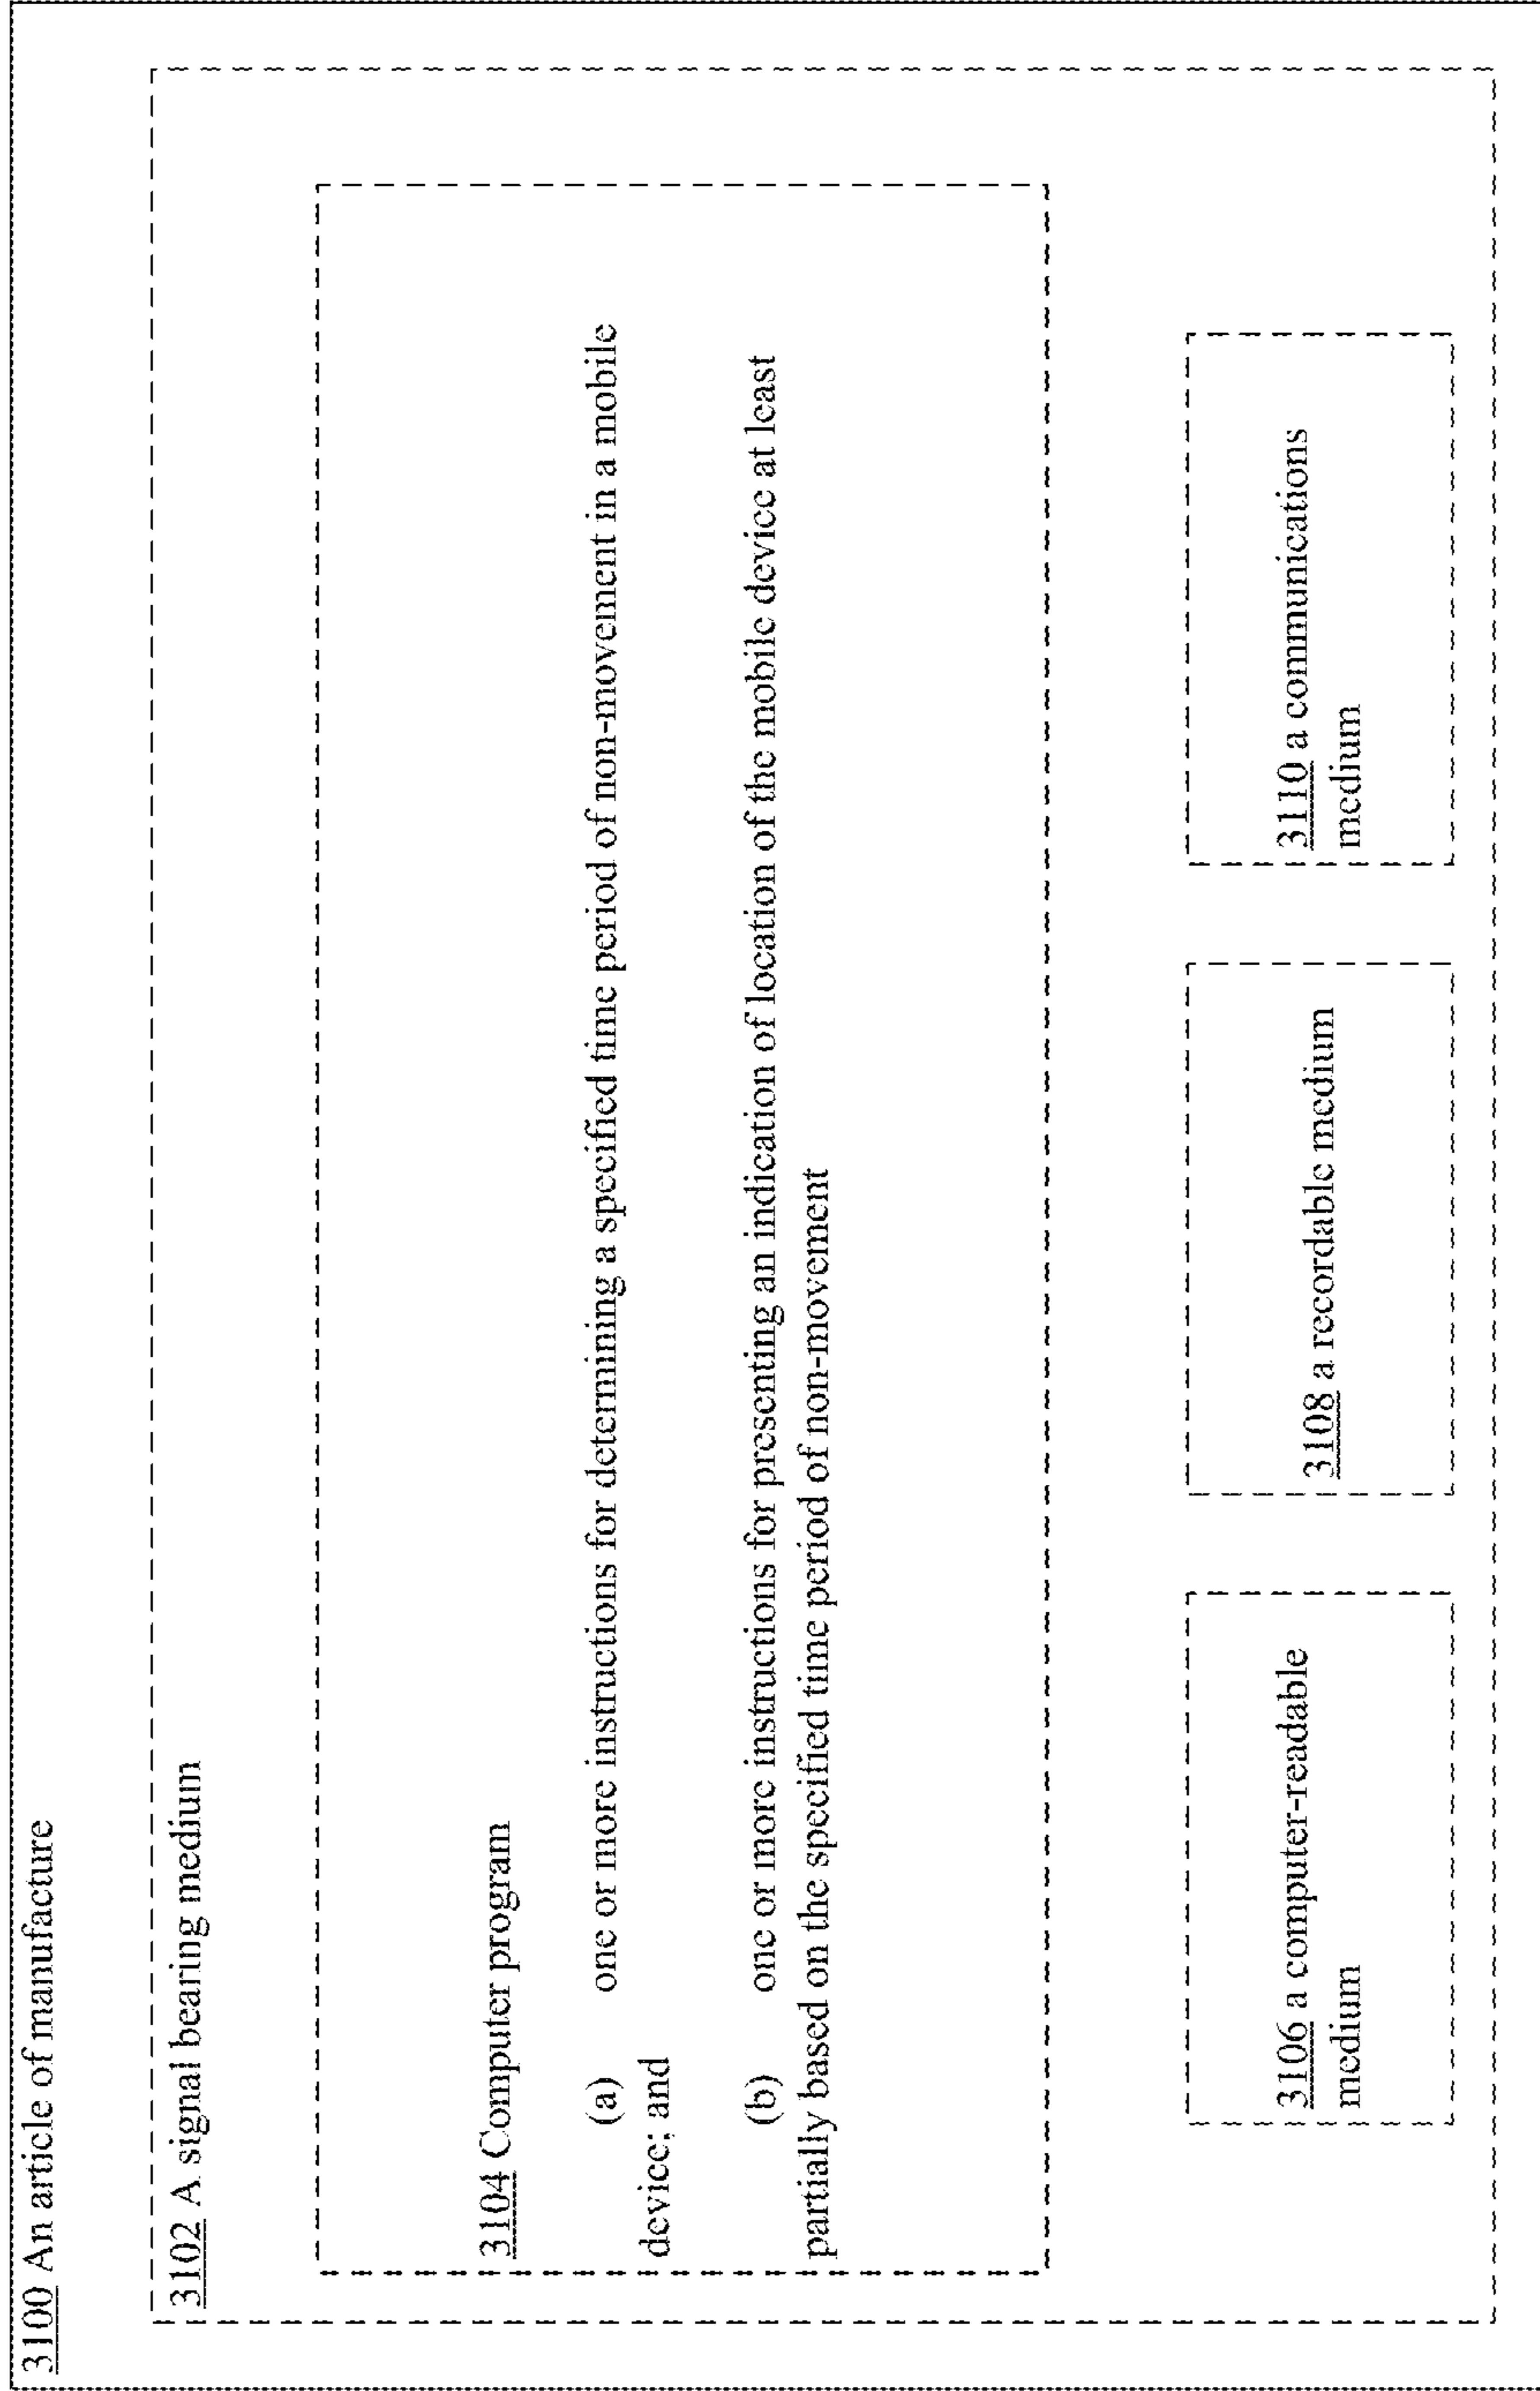 3100 An article of manufacture
3102 A signal bearing medium
3104 Computer program
(a) one or more instructions for determining a specified time period of non-movement in a mobile
device; and
(b) one or more instructions for presenting an indication of location of the mobile device at least
partially based on the specified time period of non-movement
3106 a computer-readable
medium
3108 a recordable medium
3110 a communications
medium